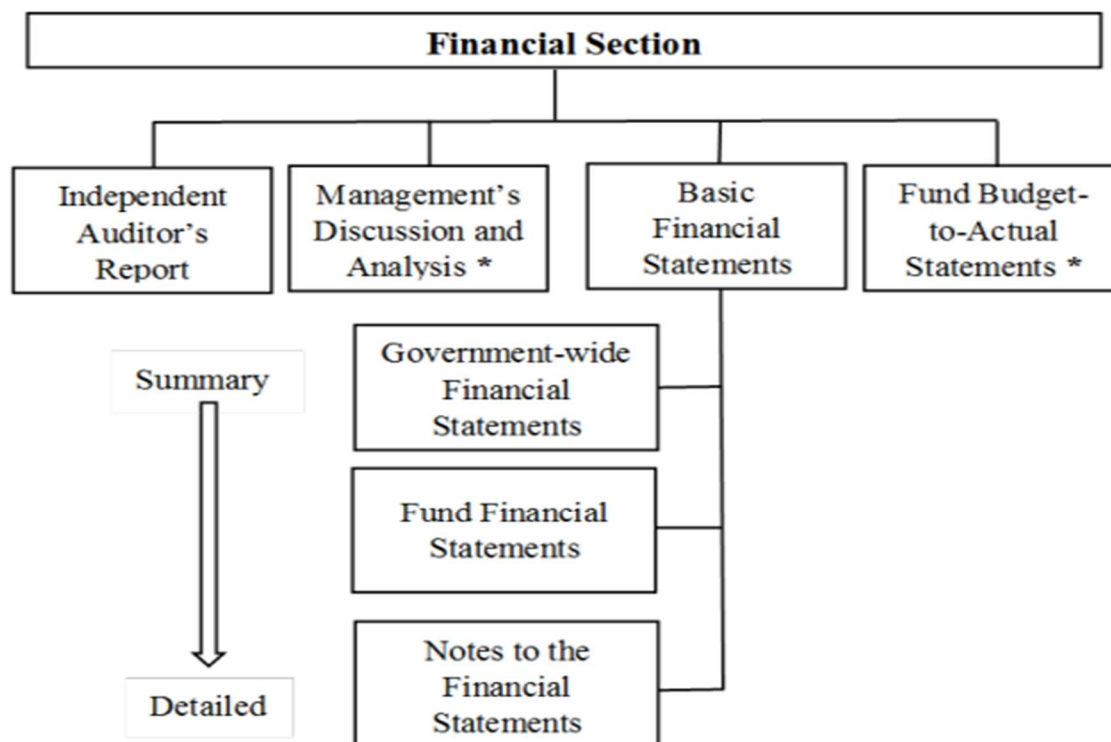 Financial Section
Independent
Auditor's
Report
Management's
Discussion and
Analysis *
Basic
Financial
Statements
Fund Budget-
to-Actual
Statements *
Government-wide
Financial
Statements
Summary
Fund Financial
Statements
Notes to the
Financial
Statements
Detailed